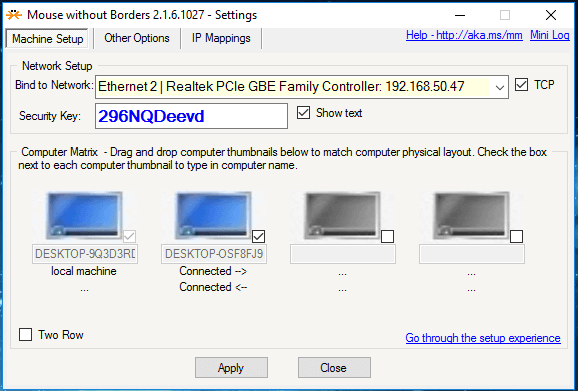 Mouse without Borders 2.1.6.1027 - Settings
Machine Setup Other Options IP Mappings Help - http://aka.ms/mm Mini Log
Network Setup
Bind to Network: Ethernet 2 | Realtek PCIe GBE Family Controller: 192.168.50.47 TCP
Security Key: 296NQDeevd Show text
Computer Matrix - Drag and drop computer thumbnails below to match computer physical layout. Check the box
next to each computer thumbnail to type in computer name.
DESKTOP-9Q3D3RD DESKTOP-OSF8FJ9
local machine Connected --> ... ...
... Connected <-- ... ...
Two Row Go through the setup experience
Apply Close